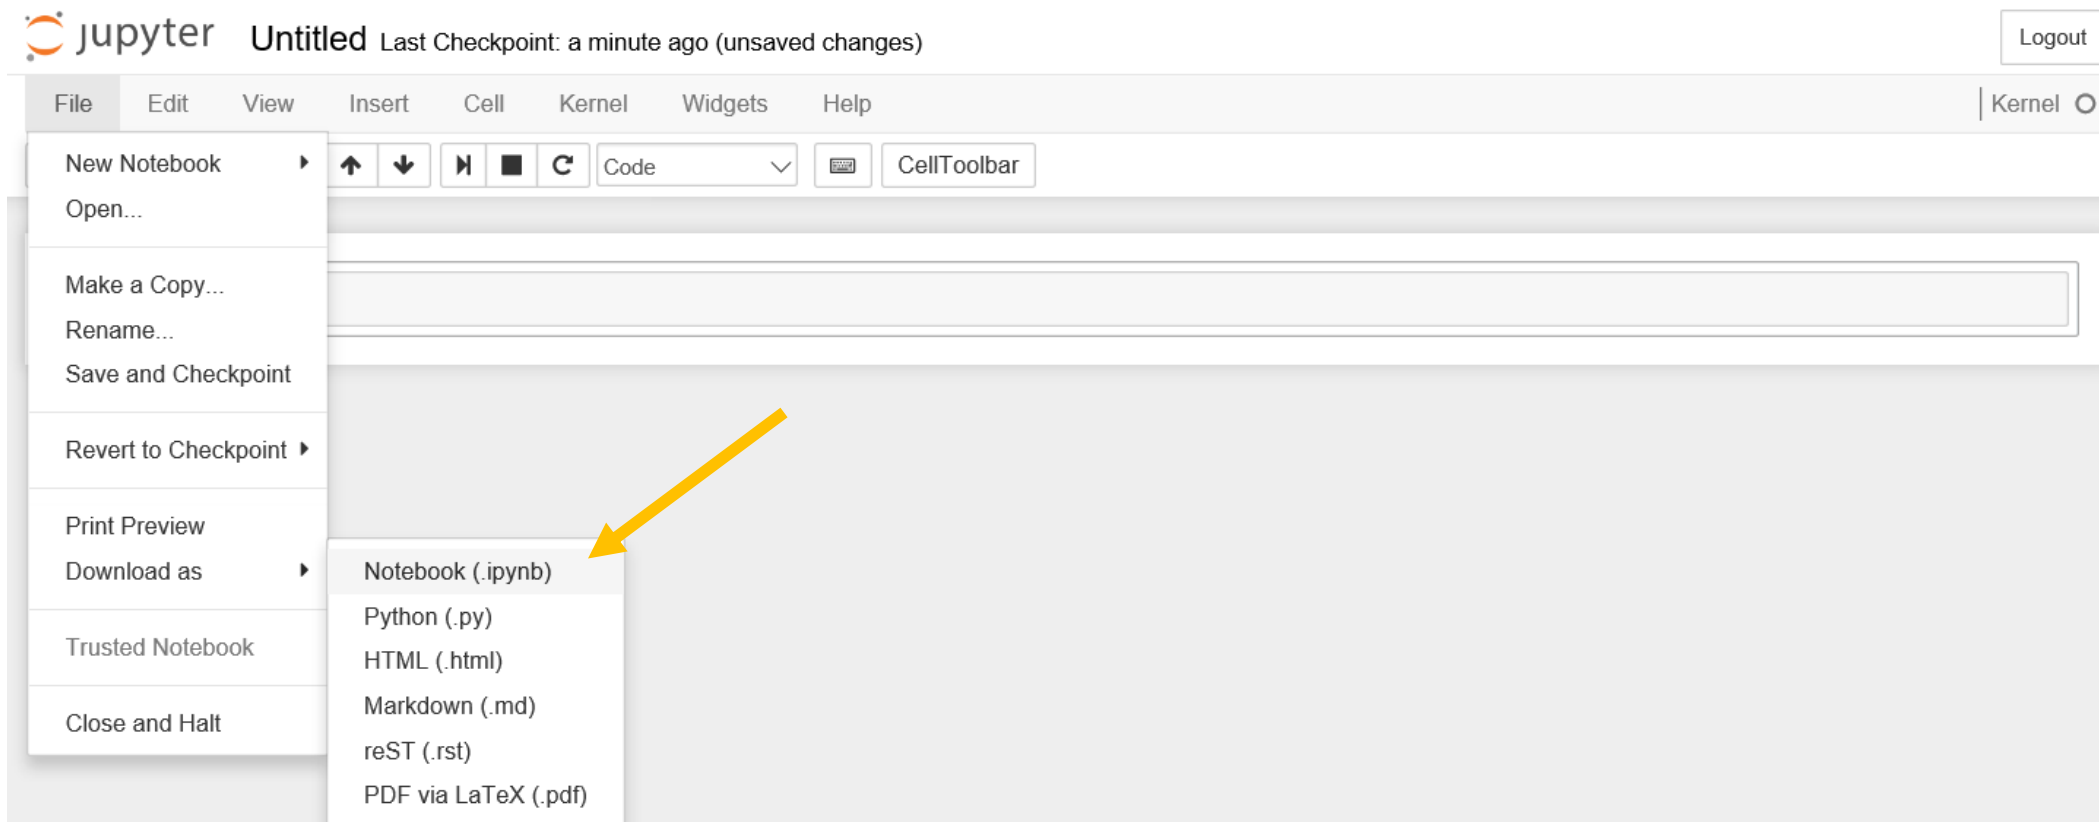 jupyter Untitled Last Checkpoint: a minute ago (unsaved changes) Logout
File Edit View Insert Cell Kernel Widgets Help Kernel
Code CellToolbar
New Notebook
Open...
Make a Copy...
Rename...
Save and Checkpoint
Revert to Checkpoint
Print Preview
Download as
Trusted Notebook
Close and Halt
Notebook (.ipynb)
Python (.py)
HTML (.html)
Markdown (.md)
reST (.rst)
PDF via LaTeX (.pdf)